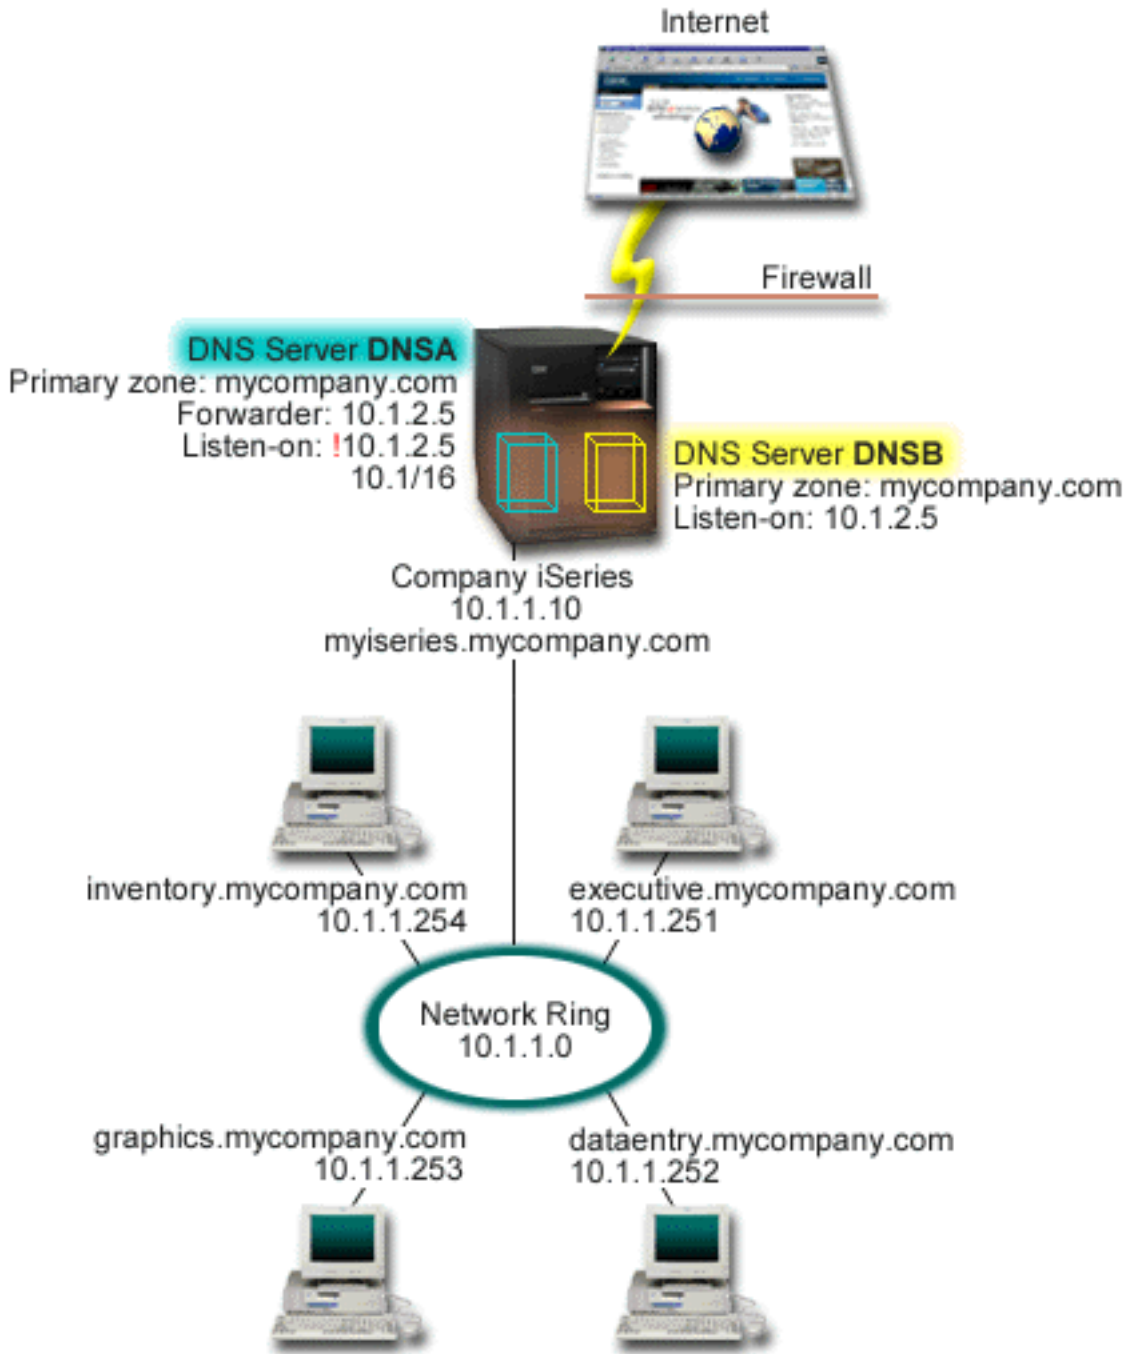 Internet
Firewall
DNS Server DNSA
Primary zone: mycompany.com
Forwarder: 10.1.2.5
Listen-on: !10.1.2.5
10.1/16
DNS Server DNSB
Primary zone: mycompany.com
Listen-on: 10.1.2.5
Company iSeries
10.1.1.10
myiseries.mycompany.com
inventory.mycompany.com
10.1.1.254
executive.mycompany.com
10.1.1.251
Network Ring
10.1.1.0
graphics.mycompany.com
10.1.1.253
dataentry.mycompany.com
10.1.1.252